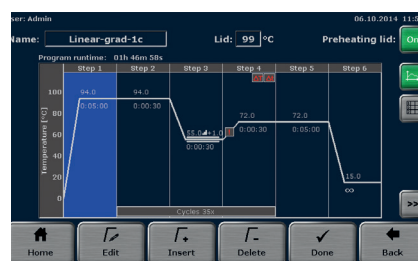 ser: Admin 06.10.2014 11:5
Name: Linear-grad-1c Lid: 99 °C Preheating lid: On
Program runtime: 01h 46m 58s
Step 1 Step 2 Step 3 Step 4 Step 5 Step 6
Temperature [°C]
100
80
60
40
20
0
94.0
0:05:00
94.0
0:00:30
55.0 +1.0
0:00:30
72.0
0:00:30
72.0
0:05:00
15.0
∞
Cycles 35x
>>
Home Edit Insert Delete Done Back